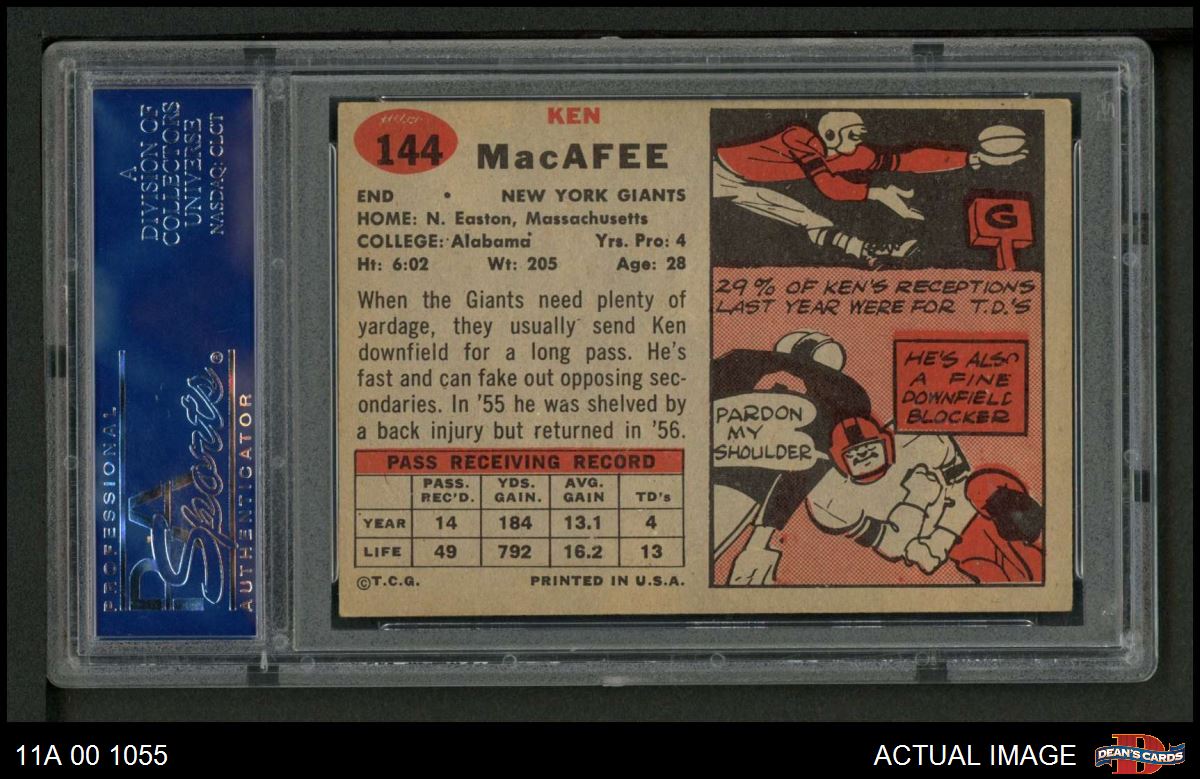 A
DIVISION OF
COLLECTORS
UNIVERSE
NASDAQ: CLCT
PROFESSIONAL
PSA
Sports®
AUTHENTICATOR
144
KEN
MacAFEE
END • NEW YORK GIANTS
HOME: N. Easton, Massachusetts
COLLEGE: Alabama Yrs. Pro: 4
Ht: 6:02 Wt: 205 Age: 28
When the Giants need plenty of
yardage, they usually send Ken
downfield for a long pass. He's
fast and can fake out opposing sec-
ondaries. In '55 he was shelved by
a back injury but returned in '56.
PASS RECEIVING RECORD
PASS. REC'D. YDS. GAIN. AVG. GAIN TD's
YEAR 14 184 13.1 4
LIFE 49 792 16.2 13
©T.C.G. PRINTED IN U.S.A.
G
29% OF KEN'S RECEPTIONS
LAST YEAR WERE FOR T.D.'S
HE'S ALSO
A FINE
DOWNFIELD
BLOCKER
PARDON
MY
SHOULDER
11A 00 1055
ACTUAL IMAGE
DEAN'S CARDS